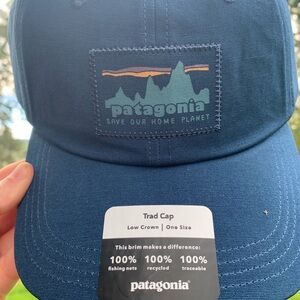 patagonia
SAVE OUR HOME PLANET
Trad Cap
Low Crown | One Size
This brim makes a difference:
100% 100% 100%
fishing nets recycled traceable
patagonia